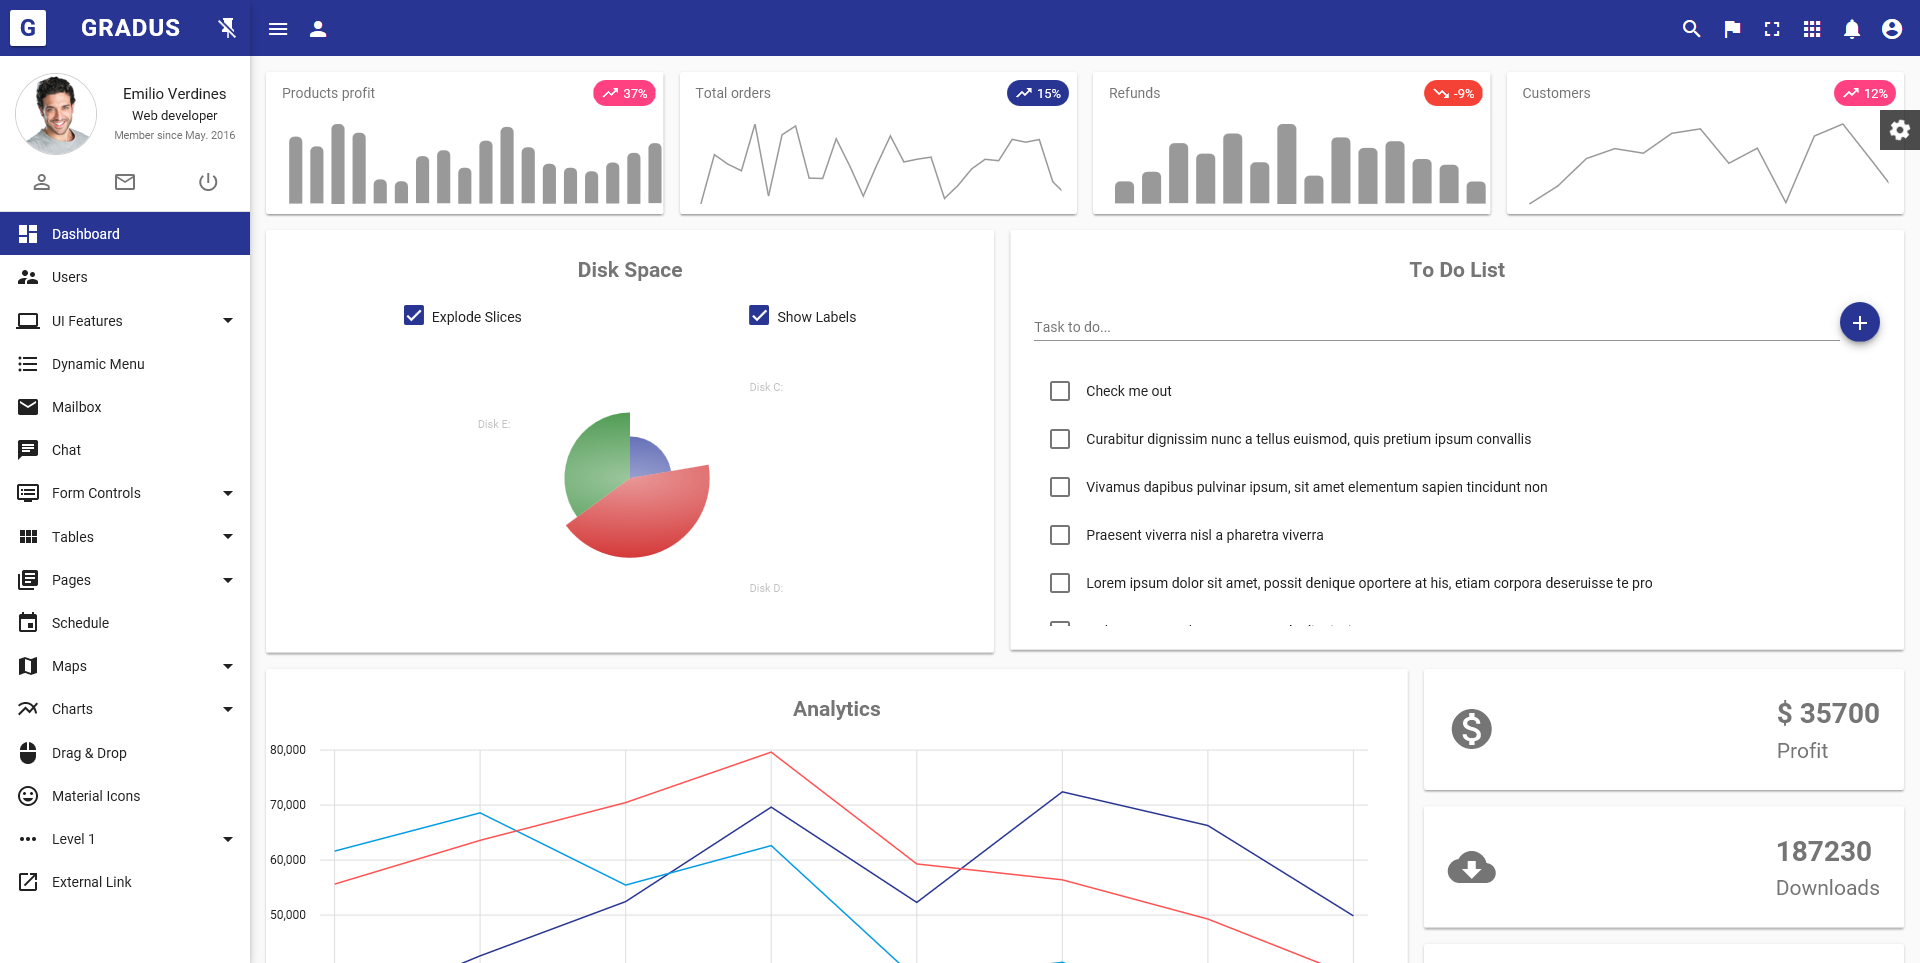 G
GRADUS
Emilio Verdines
Web developer
Member since May. 2016
Dashboard
Users
UI Features
Dynamic Menu
Mailbox
Chat
Form Controls
Tables
Pages
Schedule
Maps
Charts
Drag & Drop
Material Icons
Level 1
External Link
Products profit
37%
Total orders
15%
Refunds
-9%
Customers
12%
Disk Space
Explode Slices
Show Labels
Disk C:
Disk E:
Disk D:
To Do List
Task to do...
Check me out
Curabitur dignissim nunc a tellus euismod, quis pretium ipsum convallis
Vivamus dapibus pulvinar ipsum, sit amet elementum sapien tincidunt non
Praesent viverra nisl a pharetra viverra
Lorem ipsum dolor sit amet, possit denique oportere at his, etiam corpora deseruisse te pro
Analytics
80,000
70,000
60,000
50,000
$ 35700
Profit
187230
Downloads